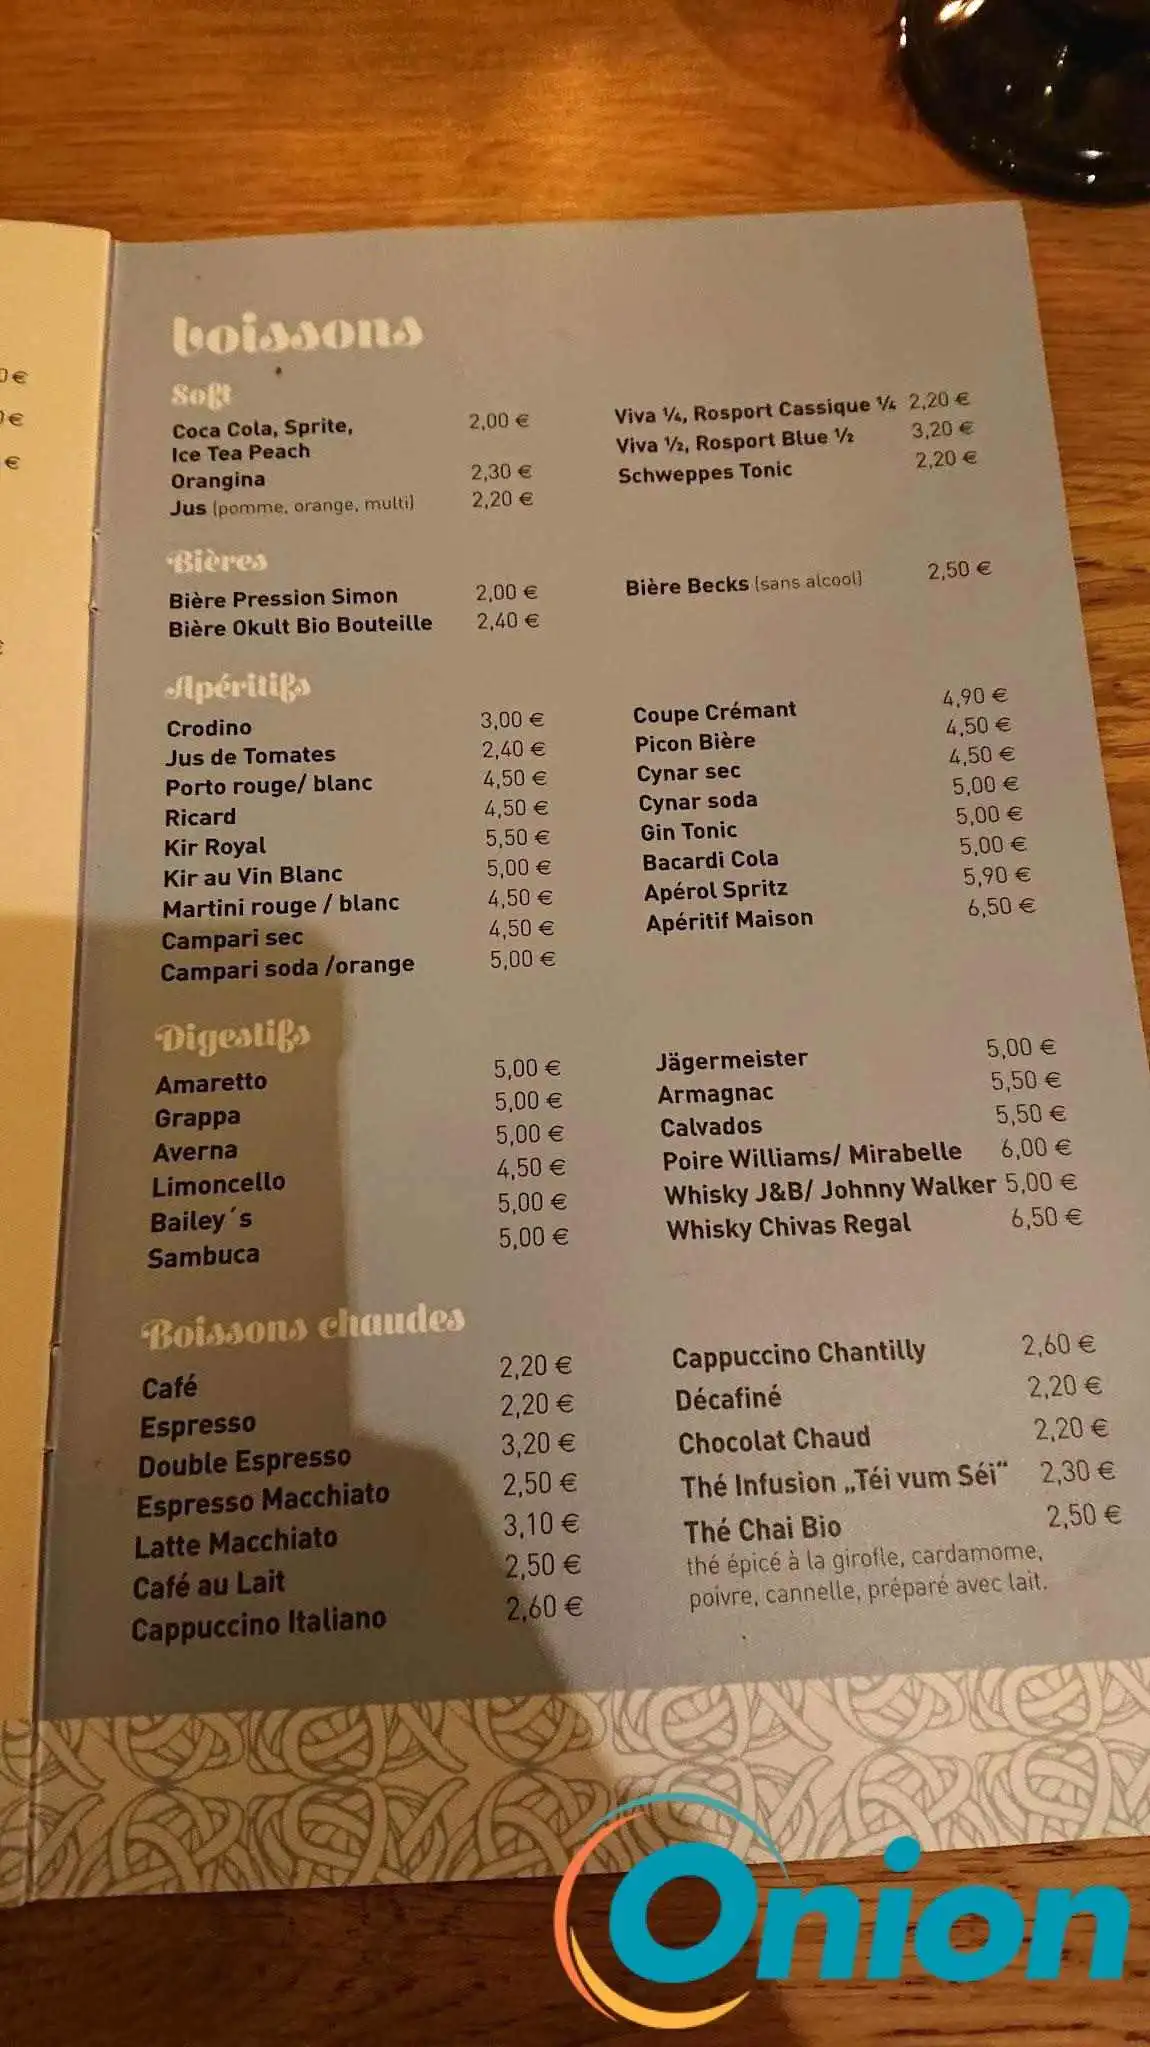 boissons
Soft
Coca Cola, Sprite, 2,00 €
Ice Tea Peach
Orangina 2,30 €
Jus (pomme, orange, multi) 2,20 €
Viva ¼, Rosport Cassique ¼ 2,20 €
Viva ½, Rosport Blue ½ 3,20 €
Schweppes Tonic 2,20 €
Bières
Bière Pression Simon 2,00 €
Bière Okult Bio Bouteille 2,40 €
Bière Becks (sans alcool) 2,50 €
Apéritifs
Crodino 3,00 €
Jus de Tomates 2,40 €
Porto rouge/ blanc 4,50 €
Ricard 4,50 €
Kir Royal 5,50 €
Kir au Vin Blanc 5,00 €
Martini rouge / blanc 4,50 €
Campari sec 4,50 €
Campari soda /orange 5,00 €
Coupe Crémant 4,90 €
Picon Bière 4,50 €
Cynar sec 4,50 €
Cynar soda 5,00 €
Gin Tonic 5,00 €
Bacardi Cola 5,00 €
Apérol Spritz 5,90 €
Apéritif Maison 6,50 €
Digestifs
Amaretto 5,00 €
Grappa 5,00 €
Averna 5,00 €
Limoncello 4,50 €
Bailey´s 5,00 €
Sambuca 5,00 €
Jägermeister 5,00 €
Armagnac 5,50 €
Calvados 5,50 €
Poire Williams/ Mirabelle 6,00 €
Whisky J&B/ Johnny Walker 5,00 €
Whisky Chivas Regal 6,50 €
Boissons chaudes
Café 2,20 €
Espresso 2,20 €
Double Espresso 3,20 €
Espresso Macchiato 2,50 €
Latte Macchiato 3,10 €
Café au Lait 2,50 €
Cappuccino Italiano 2,60 €
Cappuccino Chantilly 2,60 €
Décafiné 2,20 €
Chocolat Chaud 2,20 €
Thé Infusion „Téi vum Séi“ 2,30 €
Thé Chai Bio 2,50 €
thé épicé à la girofle, cardamome,
poivre, cannelle, préparé avec lait.
Onion